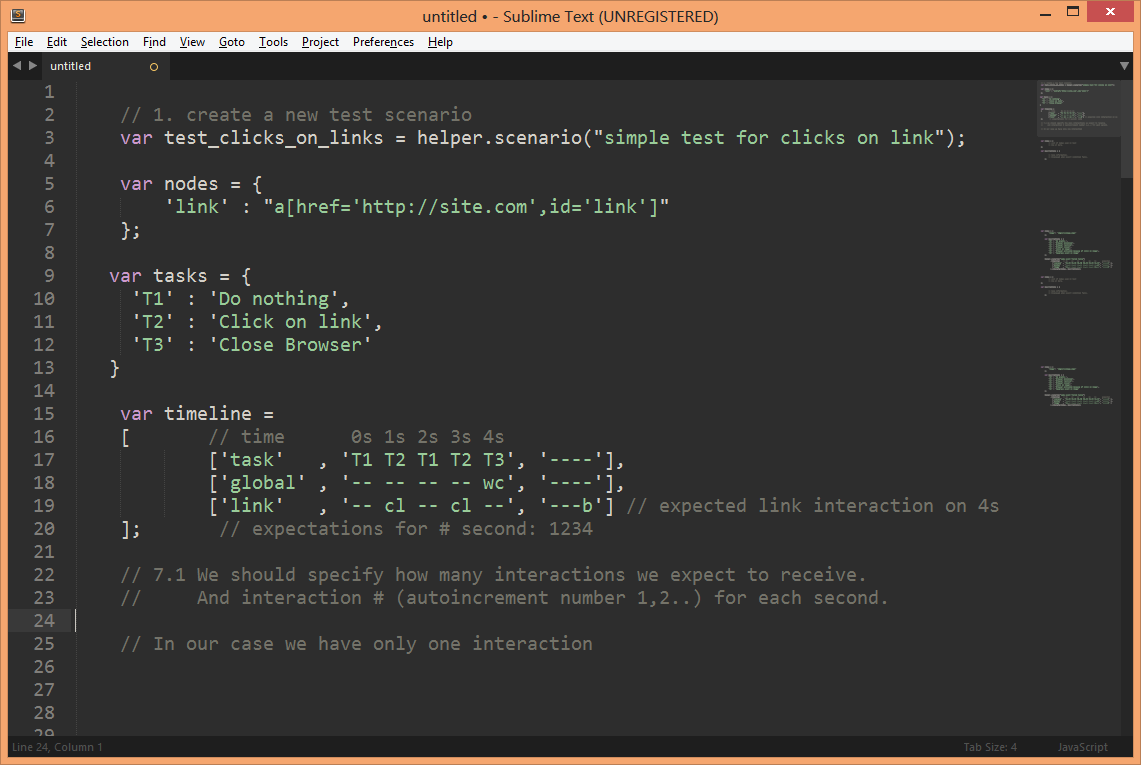 untitled • - Sublime Text (UNREGISTERED)
File Edit Selection Find View Goto Tools Project Preferences Help
untitled
1
2 // 1. create a new test scenario
3 var test_clicks_on_links = helper.scenario("simple test for clicks on link");
4
5 var nodes = {
6 'link' : "a[href='http://site.com',id='link']"
7 };
8
9 var tasks = {
10 'T1' : 'Do nothing',
11 'T2' : 'Click on link',
12 'T3' : 'Close Browser'
13 }
14
15 var timeline =
16 [ // time 0s 1s 2s 3s 4s
17 ['task' , 'T1 T2 T1 T2 T3', '----'],
18 ['global' , '-- -- -- -- wc', '----'],
19 ['link' , '-- cl -- cl --', '---b'] // expected link interaction on 4s
20 ]; // expectations for # second: 1234
21
22 // 7.1 We should specify how many interactions we expect to receive.
23 // And interaction # (autoincrement number 1,2..) for each second.
24
25 // In our case we have only one interaction
26
27
28
29
Line 24, Column 1 Tab Size: 4 JavaScript